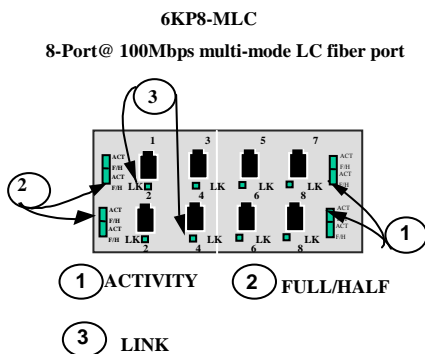 6KP8-MLC
8-Port@ 100Mbps multi-mode LC fiber port
3
1 3 5 7
ACT ACT
F/H F/H
ACT ACT
F/H LK 2 LK 4 LK 6 LK 8 LK F/H
2
ACT ACT
F/H F/H
ACT ACT
F/H LK 2 LK 4 LK 6 LK 8 F/H
1
1 ACTIVITY 2 FULL/HALF
3 LINK